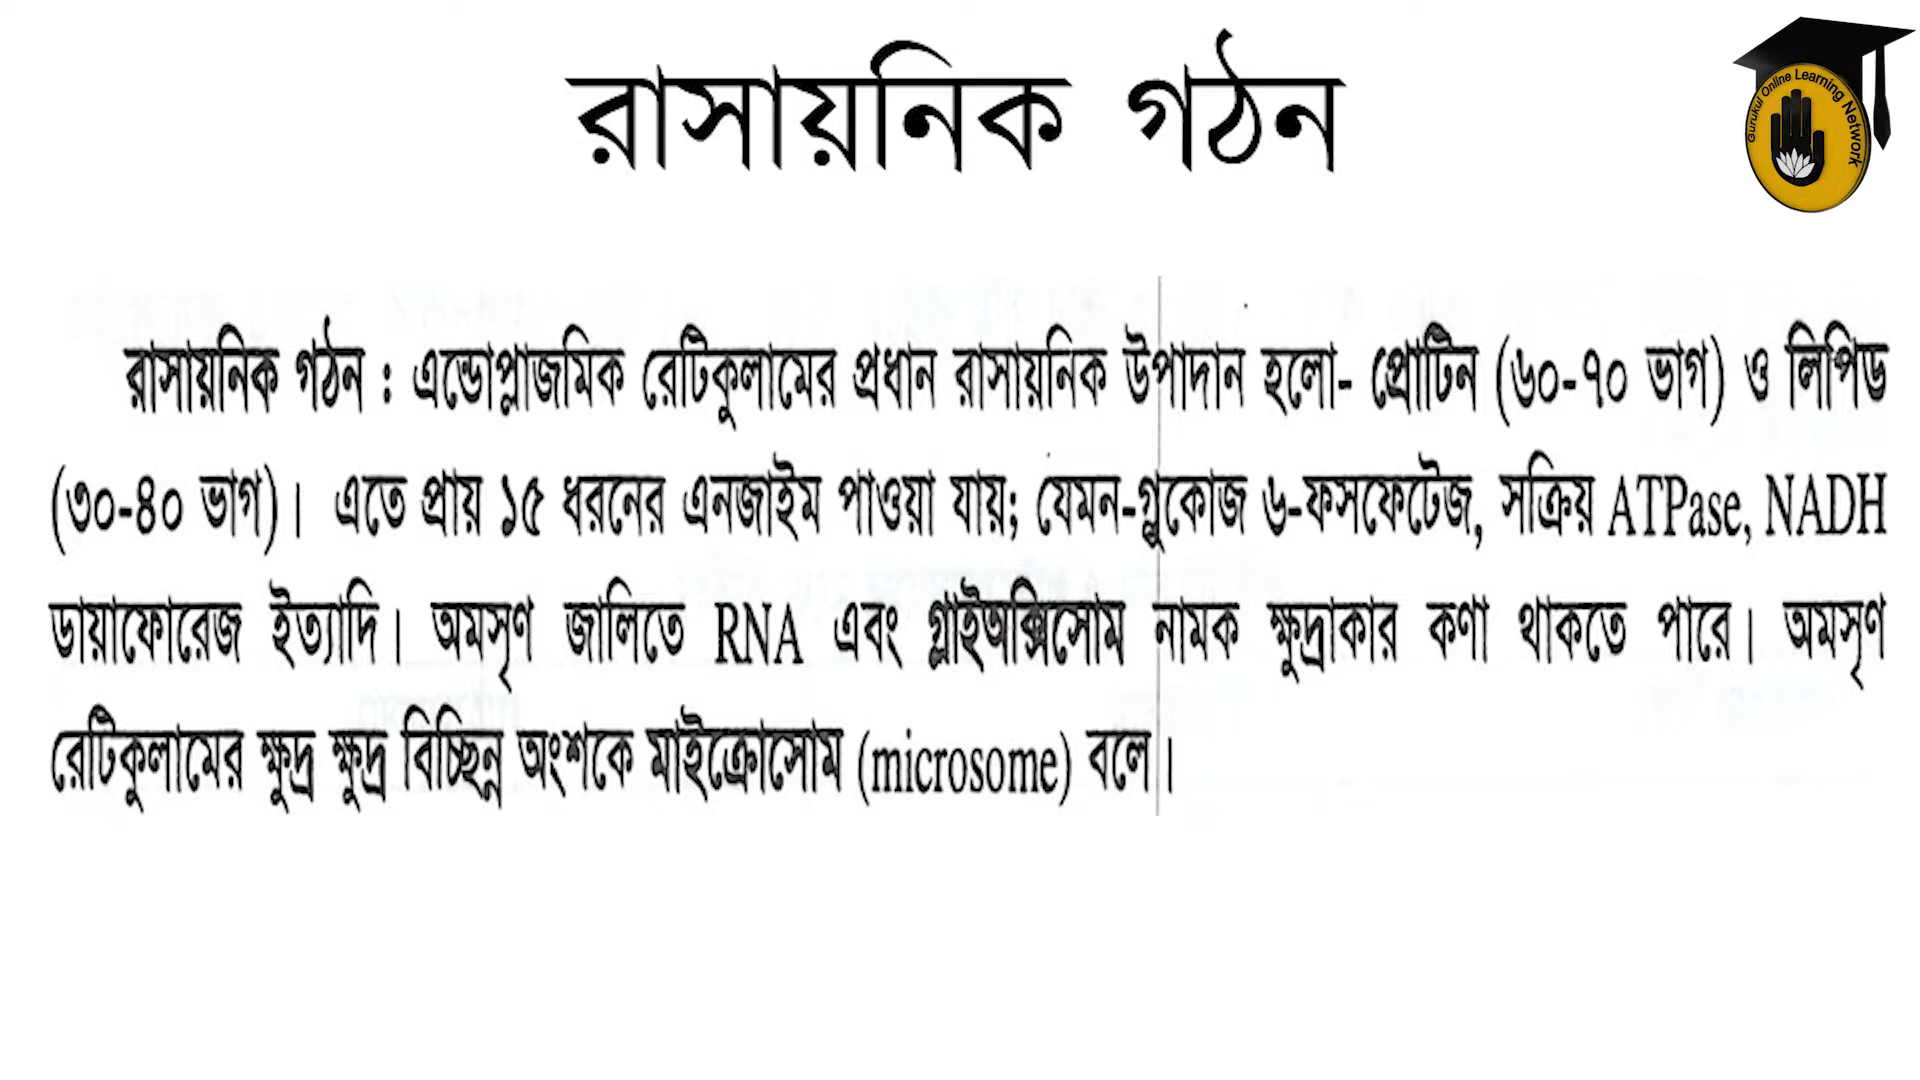 রাসায়নিক গঠন
Gurukul Online Learning Network
রাসায়নিক গঠন : এন্ডোপ্লাজমিক রেটিকুলামের প্রধান রাসায়নিক উপাদান হলো- প্রোটিন (৬০-৭০ ভাগ) ও লিপিড
(৩০-৪০ ভাগ)। এতে প্রায় ১৫ ধরনের এনজাইম পাওয়া যায়; যেমন-গ্লুকোজ ৬-ফসফেটেজ, সক্রিয় ATPase, NADH
ডায়াফোরেজ ইত্যাদি। অমসৃণ জালিতে RNA এবং গ্লাইঅক্সিসোম নামক ক্ষুদ্রাকার কণা থাকতে পারে। অমসৃণ
রেটিকুলামের ক্ষুদ্র ক্ষুদ্র বিচ্ছিন্ন অংশকে মাইক্রোসোম (microsome) বলে।